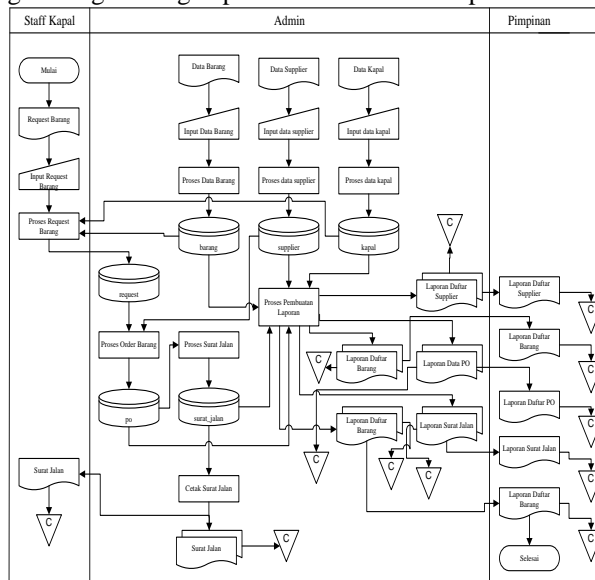 Staff Kapal
Admin
Pimpinan
Mulai
Request Barang
Input Request
Barang
Proses Request
Barang
Data Barang
Data Supplier
Data Kapal
Input Data Barang
Input data supplier
Input data kapal
Proses Data Barang
Proses data supplier
Proses data kapal
barang
supplier
kapal
C
request
Proses Pembuatan
Laporan
Laporan Daftar
Supplier
Laporan Daftar
Supplier
C
Proses Order Barang
Proses Surat Jalan
C
Laporan Daftar
Barang
Laporan Data PO
Laporan Daftar
Barang
C
po
surat_jalan
Laporan Daftar
Barang
Laporan Surat Jalan
Laporan Daftar PO
C
C
C
C
Laporan Surat Jalan
C
Surat Jalan
C
Cetak Surat Jalan
Surat Jalan
C
Laporan Daftar
Barang
C
Selesai